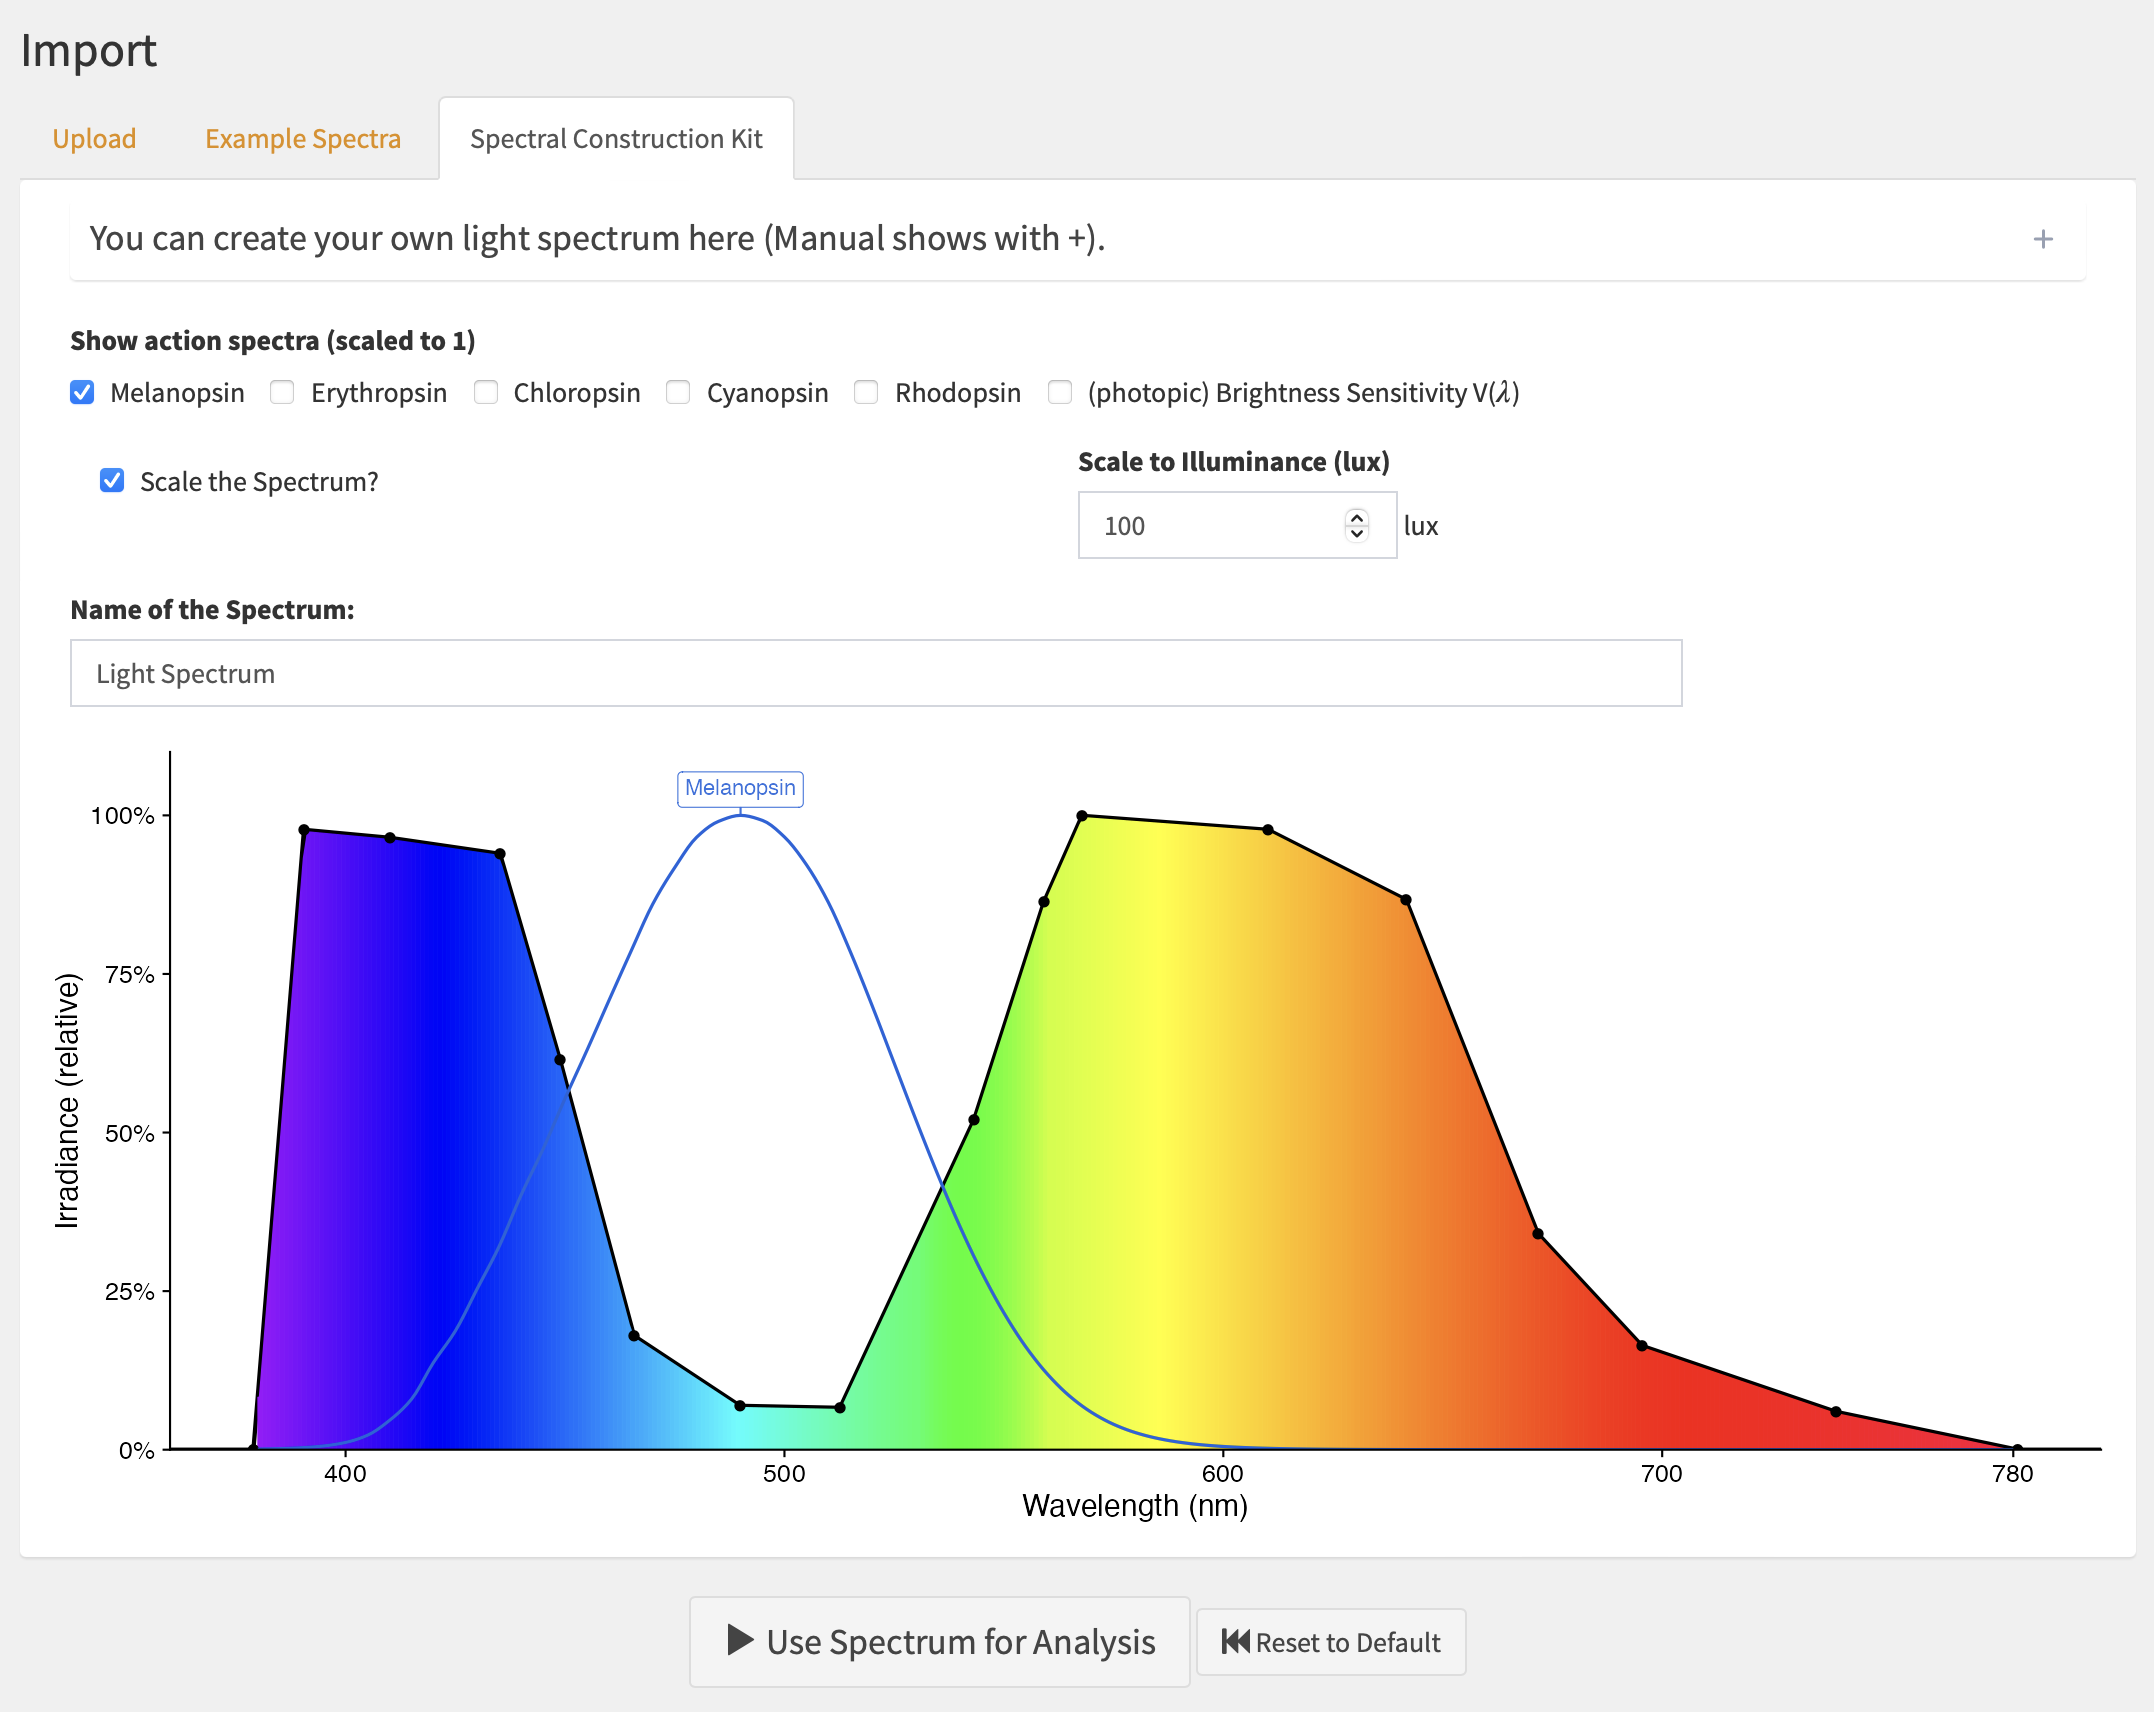 Import
Upload Example Spectra Spectral Construction Kit
You can create your own light spectrum here (Manual shows with +). +
Show action spectra (scaled to 1)
Melanopsin Erythropsin Chloropsin Cyanopsin Rhodopsin (photopic) Brightness Sensitivity V(λ)
Scale to Illuminance (lux)
Scale the Spectrum?
100 lux
Name of the Spectrum:
Light Spectrum
Melanopsin
100%
75%
50%
25%
0%
Irradiance (relative)
400 500 600 700 780
Wavelength (nm)
Use Spectrum for Analysis Reset to Default